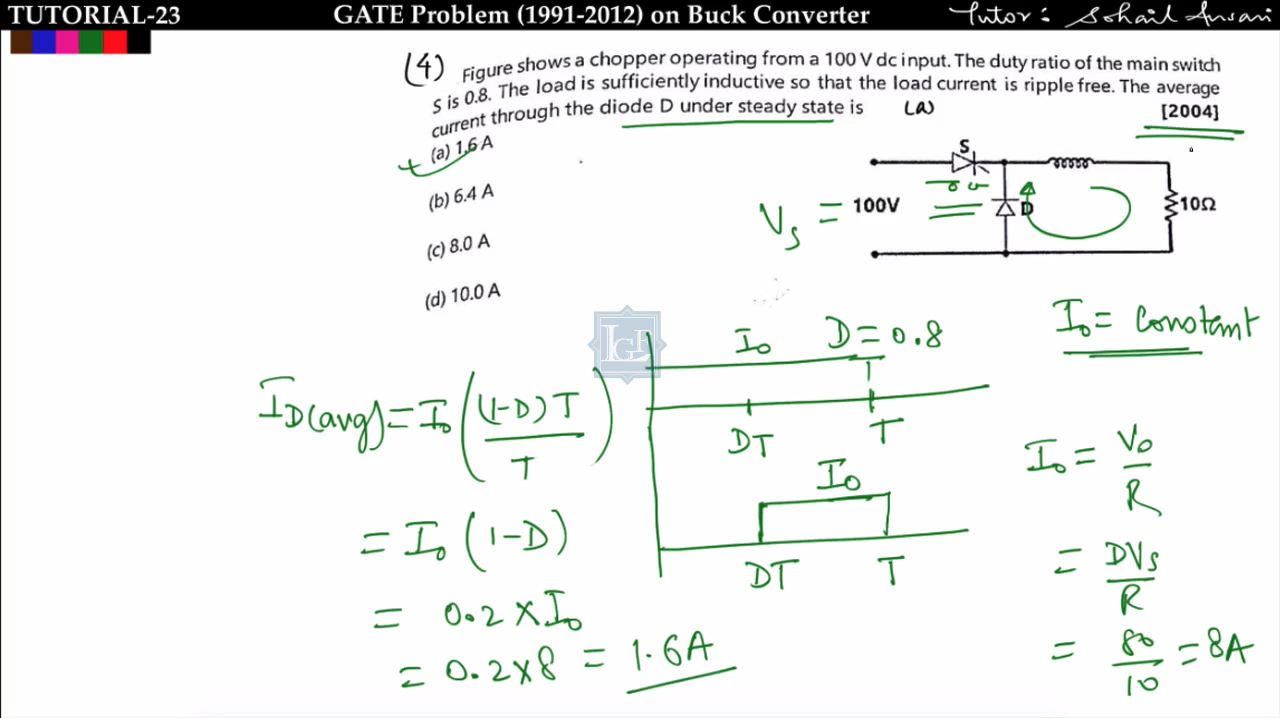 TUTORIAL-23
GATE Problem (1991-2012) on Buck Converter
Tutor: Sohail Ansari
(4) Figure shows a chopper operating from a 100 V dc input. The duty ratio of the main switch
S is 0.8. The load is sufficiently inductive so that the load current is ripple free. The average
current through the diode D under steady state is (a) [2004]
(a) 1.6 A
(b) 6.4 A
(c) 8.0 A
(d) 10.0 A
S
Vs = 100V
D
10Ω
I₀ = constant
I₀ D = 0.8
DT T
I₀
DT T
I_D(avg) = I₀ ((1-D)T / T)
= I₀ (1-D)
= 0.2 × I₀
= 0.2×8 = 1.6A
I₀ = V₀ / R
= DVs / R
= 80 / 10 = 8A
IGE